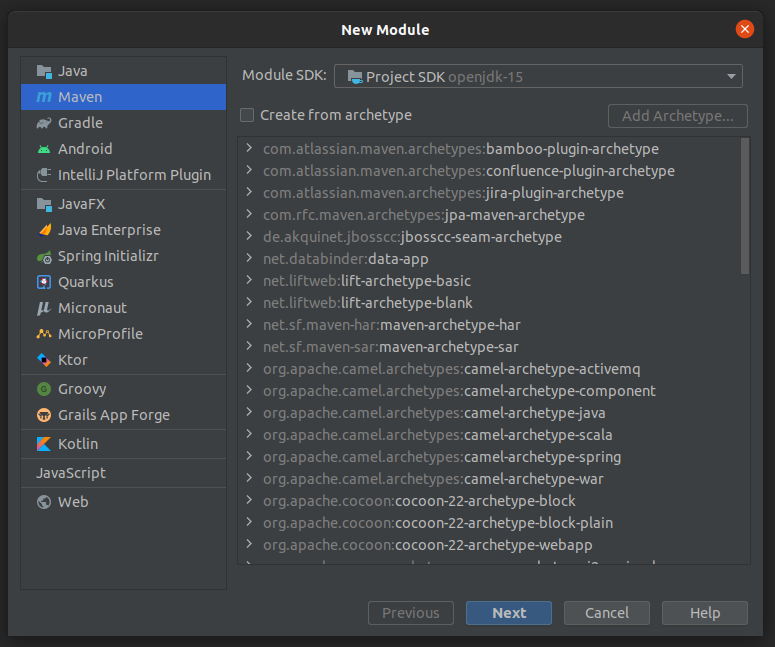 New Module
Java
Maven
Gradle
Android
IntelliJ Platform Plugin
JavaFX
Java Enterprise
Spring Initializr
Quarkus
Micronaut
MicroProfile
Ktor
Groovy
Grails App Forge
Kotlin
JavaScript
Web
Module SDK: Project SDK openjdk-15
Create from archetype Add Archetype...
com.atlassian.maven.archetypes:bamboo-plugin-archetype
com.atlassian.maven.archetypes:confluence-plugin-archetype
com.atlassian.maven.archetypes:jira-plugin-archetype
com.rfc.maven.archetypes:jpa-maven-archetype
de.akquinet.jbosscc:jbosscc-seam-archetype
net.databinder:data-app
net.liftweb:lift-archetype-basic
net.liftweb:lift-archetype-blank
net.sf.maven-har:maven-archetype-har
net.sf.maven-sar:maven-archetype-sar
org.apache.camel.archetypes:camel-archetype-activemq
org.apache.camel.archetypes:camel-archetype-component
org.apache.camel.archetypes:camel-archetype-java
org.apache.camel.archetypes:camel-archetype-scala
org.apache.camel.archetypes:camel-archetype-spring
org.apache.camel.archetypes:camel-archetype-war
org.apache.cocoon:cocoon-22-archetype-block
org.apache.cocoon:cocoon-22-archetype-block-plain
org.apache.cocoon:cocoon-22-archetype-webapp
Previous Next Cancel Help